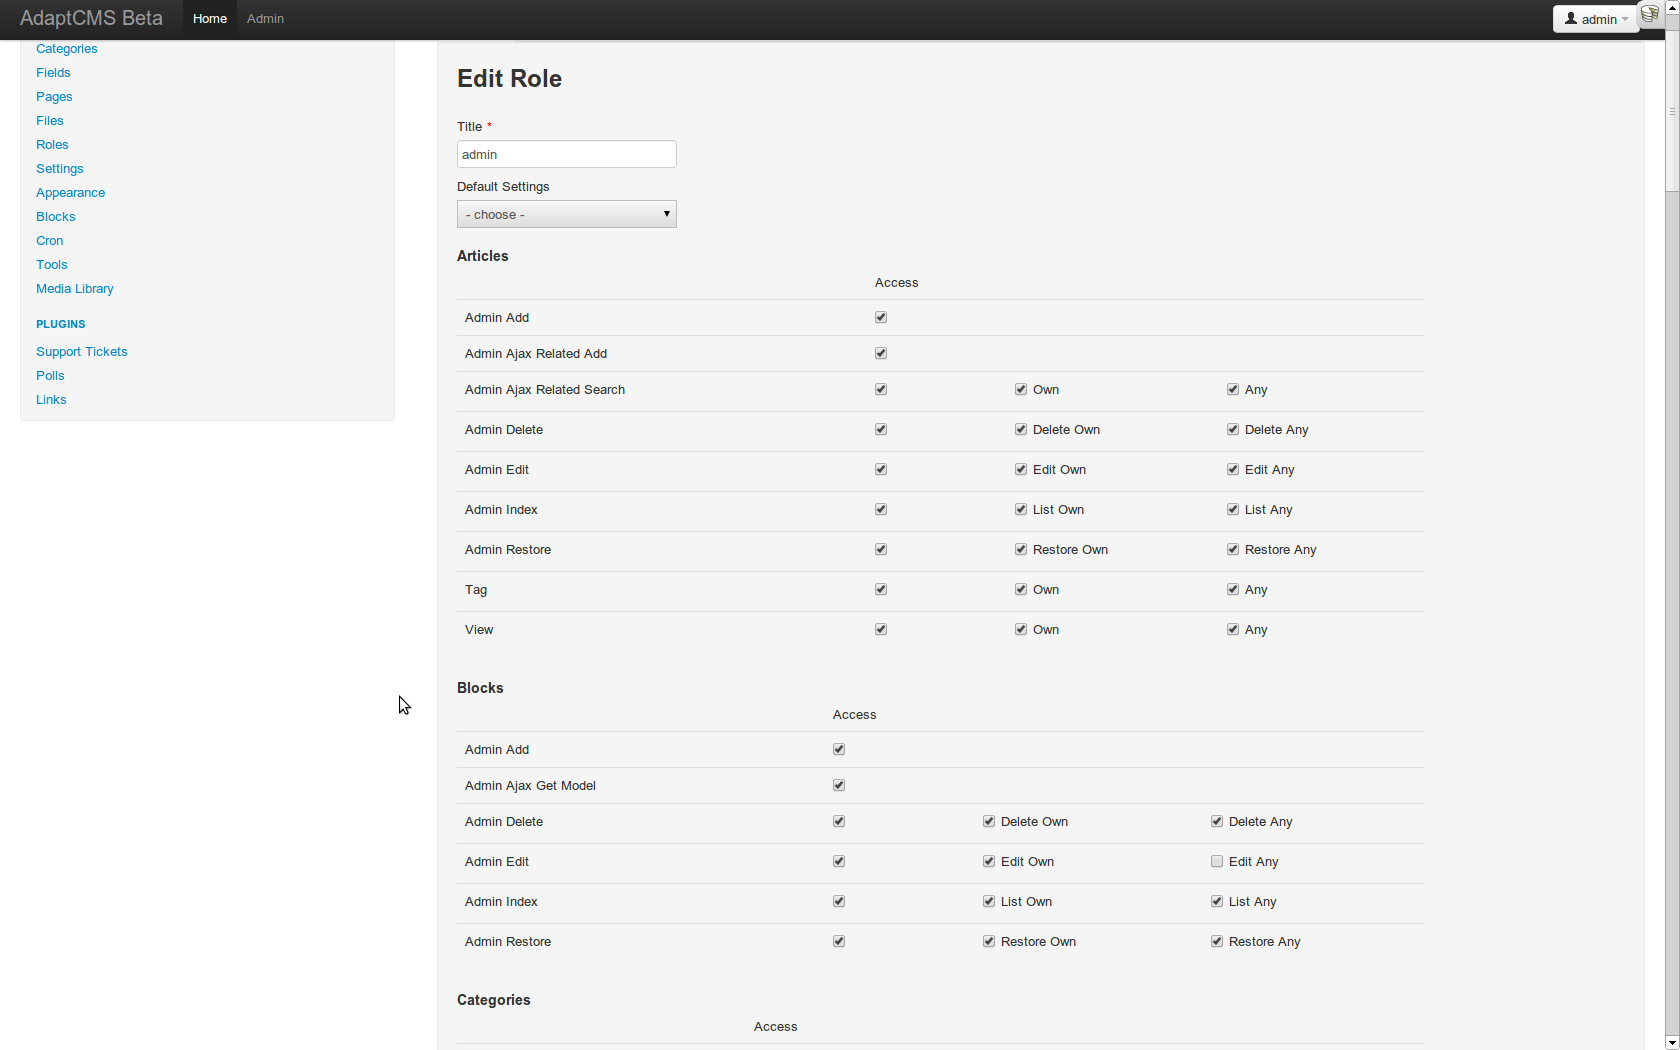 AdaptCMS Beta Home Admin admin
Categories
Fields
Pages
Files
Roles
Settings
Appearance
Blocks
Cron
Tools
Media Library
PLUGINS
Support Tickets
Polls
Links
Edit Role
Title *
admin
Default Settings
- choose -
Articles
Access
Admin Add
Admin Ajax Related Add
Admin Ajax Related Search Own Any
Admin Delete Delete Own Delete Any
Admin Edit Edit Own Edit Any
Admin Index List Own List Any
Admin Restore Restore Own Restore Any
Tag Own Any
View Own Any
Blocks
Access
Admin Add
Admin Ajax Get Model
Admin Delete Delete Own Delete Any
Admin Edit Edit Own Edit Any
Admin Index List Own List Any
Admin Restore Restore Own Restore Any
Categories
Access